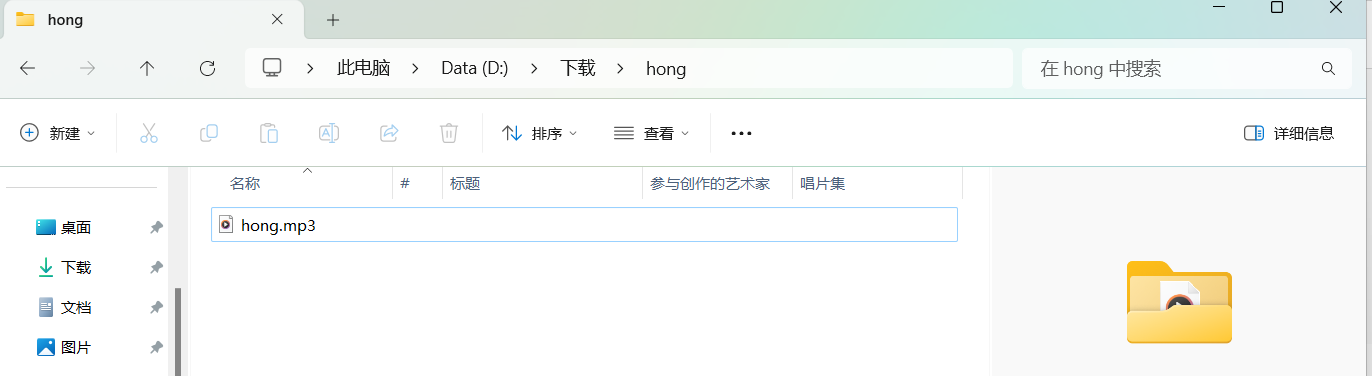 hong
此电脑 Data (D:) 下载 hong
在 hong 中搜索
新建 排序 查看 详细信息
名称 # 标题 参与创作的艺术家 唱片集
hong.mp3
桌面
下载
文档
图片